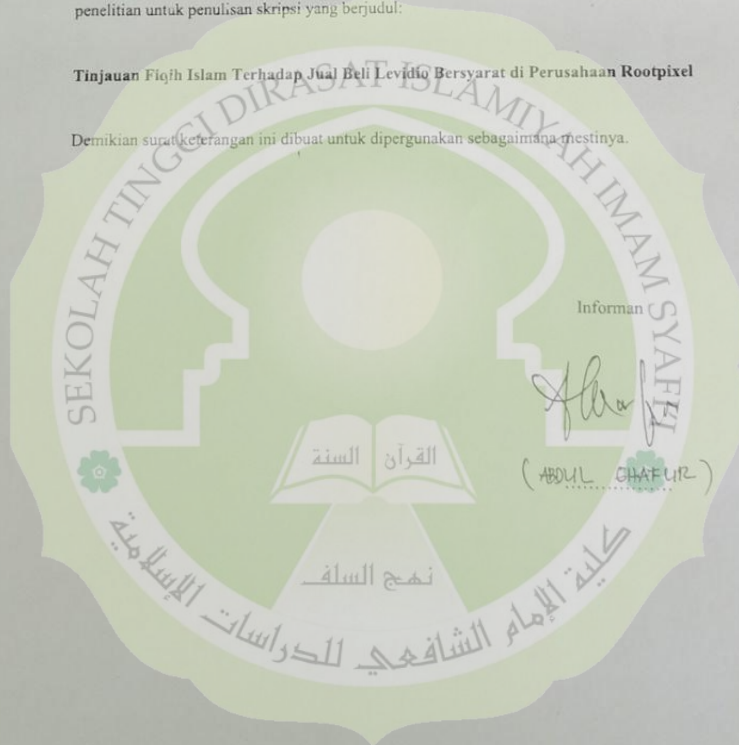 penelitian untuk penulisan skripsi yang berjudul:
Tinjauan Fiqih Islam Terhadap Jual Beli Levidio Bersyarat di Perusahaan Rootpixel
Demikian surat keterangan ini dibuat untuk dipergunakan sebagaimana mestinya.
SEKOLAH TINGGI DIRASAT ISLAMIYAH IMAM SYAFI'I
Informan
القرآن السنة
( ABDUL GHAFUR )
نهج السلف
كلية الإمام الشافعي للدراسات الإسلامية